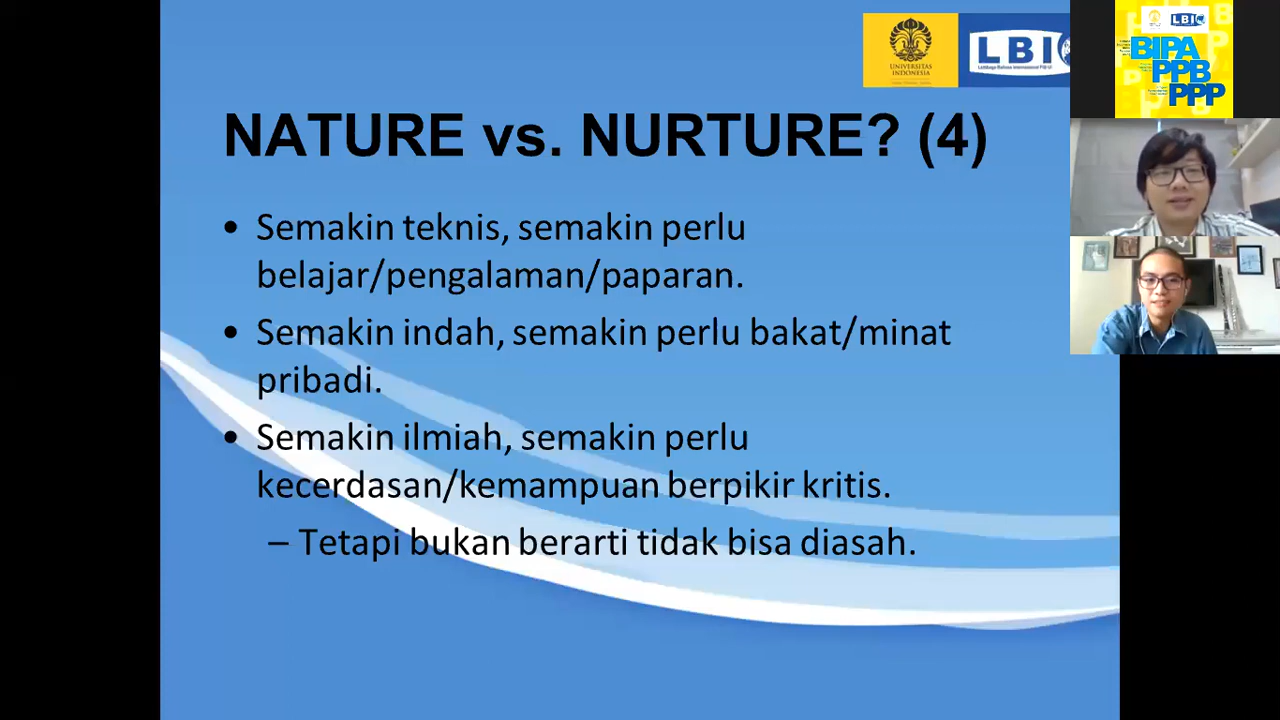 UNIVERSITAS
INDONESIA
LBI
BIPA
PPB
PPP
LBI
NATURE vs. NURTURE? (4)
• Semakin teknis, semakin perlu
belajar/pengalaman/paparan.
• Semakin indah, semakin perlu bakat/minat
pribadi.
• Semakin ilmiah, semakin perlu
kecerdasan/kemampuan berpikir kritis.
– Tetapi bukan berarti tidak bisa diasah.